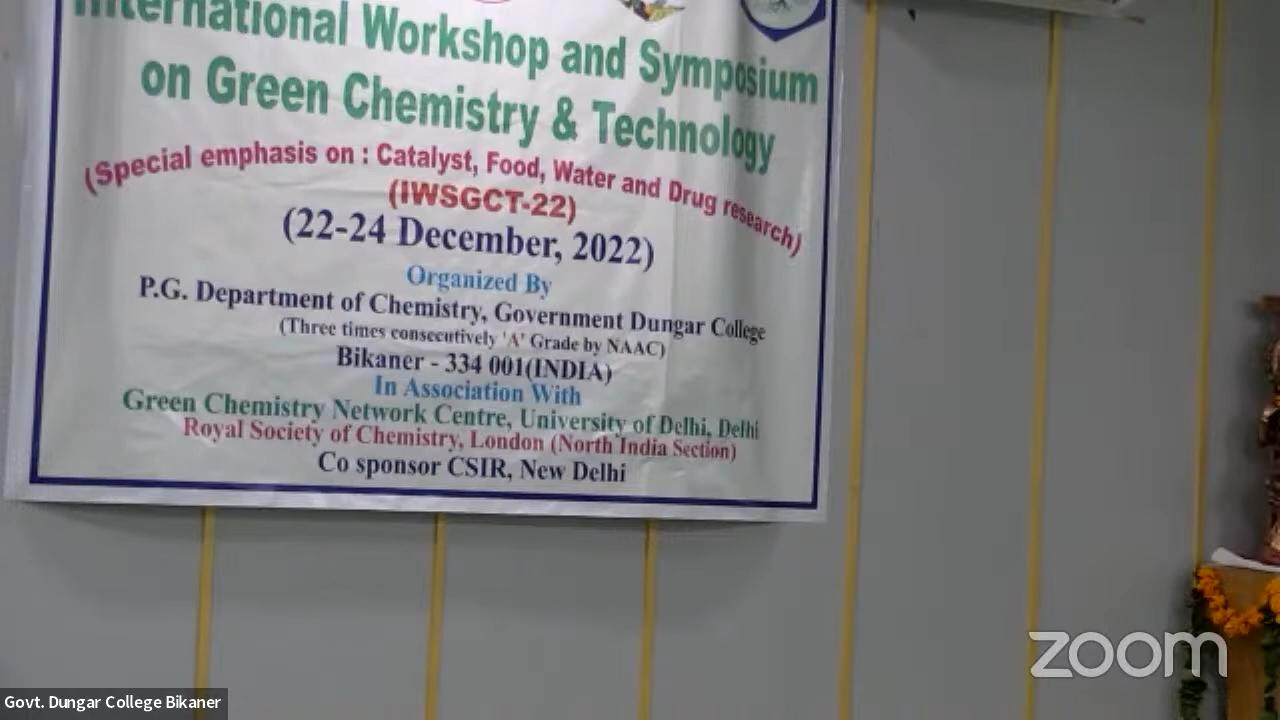 International Workshop and Symposium
on Green Chemistry & Technology
(Special emphasis on : Catalyst, Food, Water and Drug research)
(IWSGCT-22)
(22-24 December, 2022)
Organized By
P.G. Department of Chemistry, Government Dungar College
(Three times consecutively 'A' Grade by NAAC)
Bikaner - 334 001(INDIA)
In Association With
Green Chemistry Network Centre, University of Delhi, Delhi
Royal Society of Chemistry, London (North India Section)
Co sponsor CSIR, New Delhi
zoom
Govt. Dungar College Bikaner